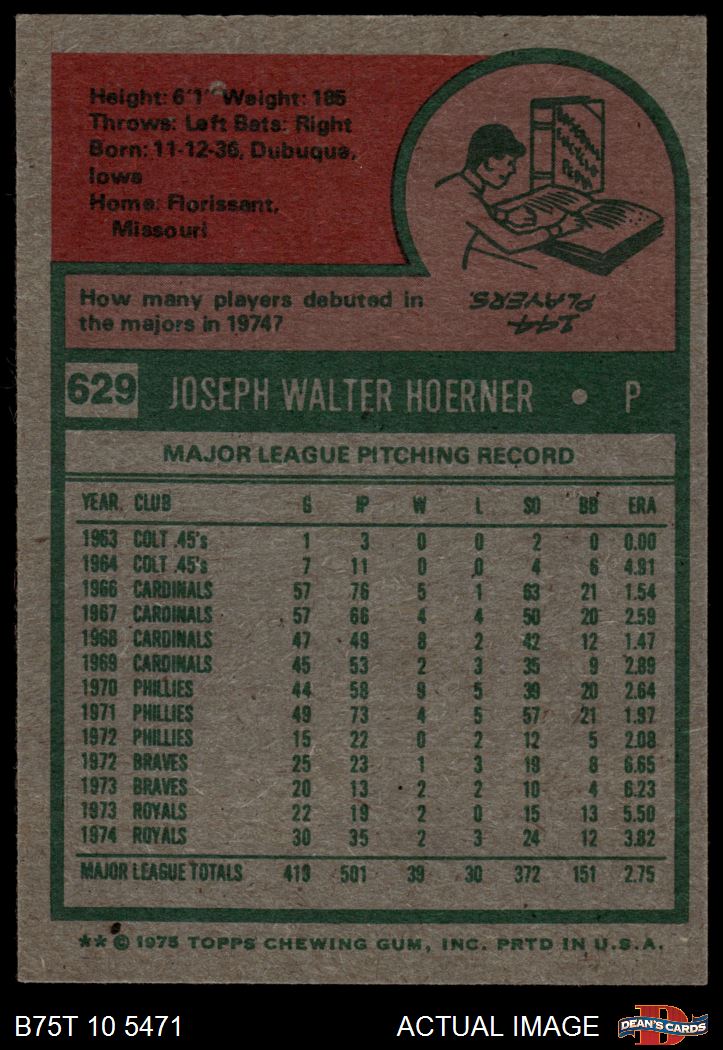 Height: 6'1" Weight: 185
Throws: Left Bats: Right
Born: 11-12-36, Dubuque,
Iowa
Home: Florissant,
Missouri
How many players debuted in
the majors in 1974?
144
PLAYERS.
629 JOSEPH WALTER HOERNER • P
MAJOR LEAGUE PITCHING RECORD
YEAR CLUB G IP W L SO BB ERA
1963 COLT .45's 1 3 0 0 2 0 0.00
1964 COLT .45's 7 11 0 0 4 6 4.91
1966 CARDINALS 57 76 5 1 63 21 1.54
1967 CARDINALS 57 66 4 4 50 20 2.59
1968 CARDINALS 47 49 8 2 42 12 1.47
1969 CARDINALS 45 53 2 3 35 9 2.89
1970 PHILLIES 44 58 9 5 39 20 2.64
1971 PHILLIES 49 73 4 5 57 21 1.97
1972 PHILLIES 15 22 0 2 12 5 2.08
1972 BRAVES 25 23 1 3 19 8 6.65
1973 BRAVES 20 13 2 2 10 4 6.23
1973 ROYALS 22 19 2 0 15 13 5.50
1974 ROYALS 30 35 2 3 24 12 3.82
MAJOR LEAGUE TOTALS 419 501 39 30 372 151 2.75
** © 1975 TOPPS CHEWING GUM, INC. PRTD IN U.S.A.
B75T 10 5471 ACTUAL IMAGE DEAN'S CARDS